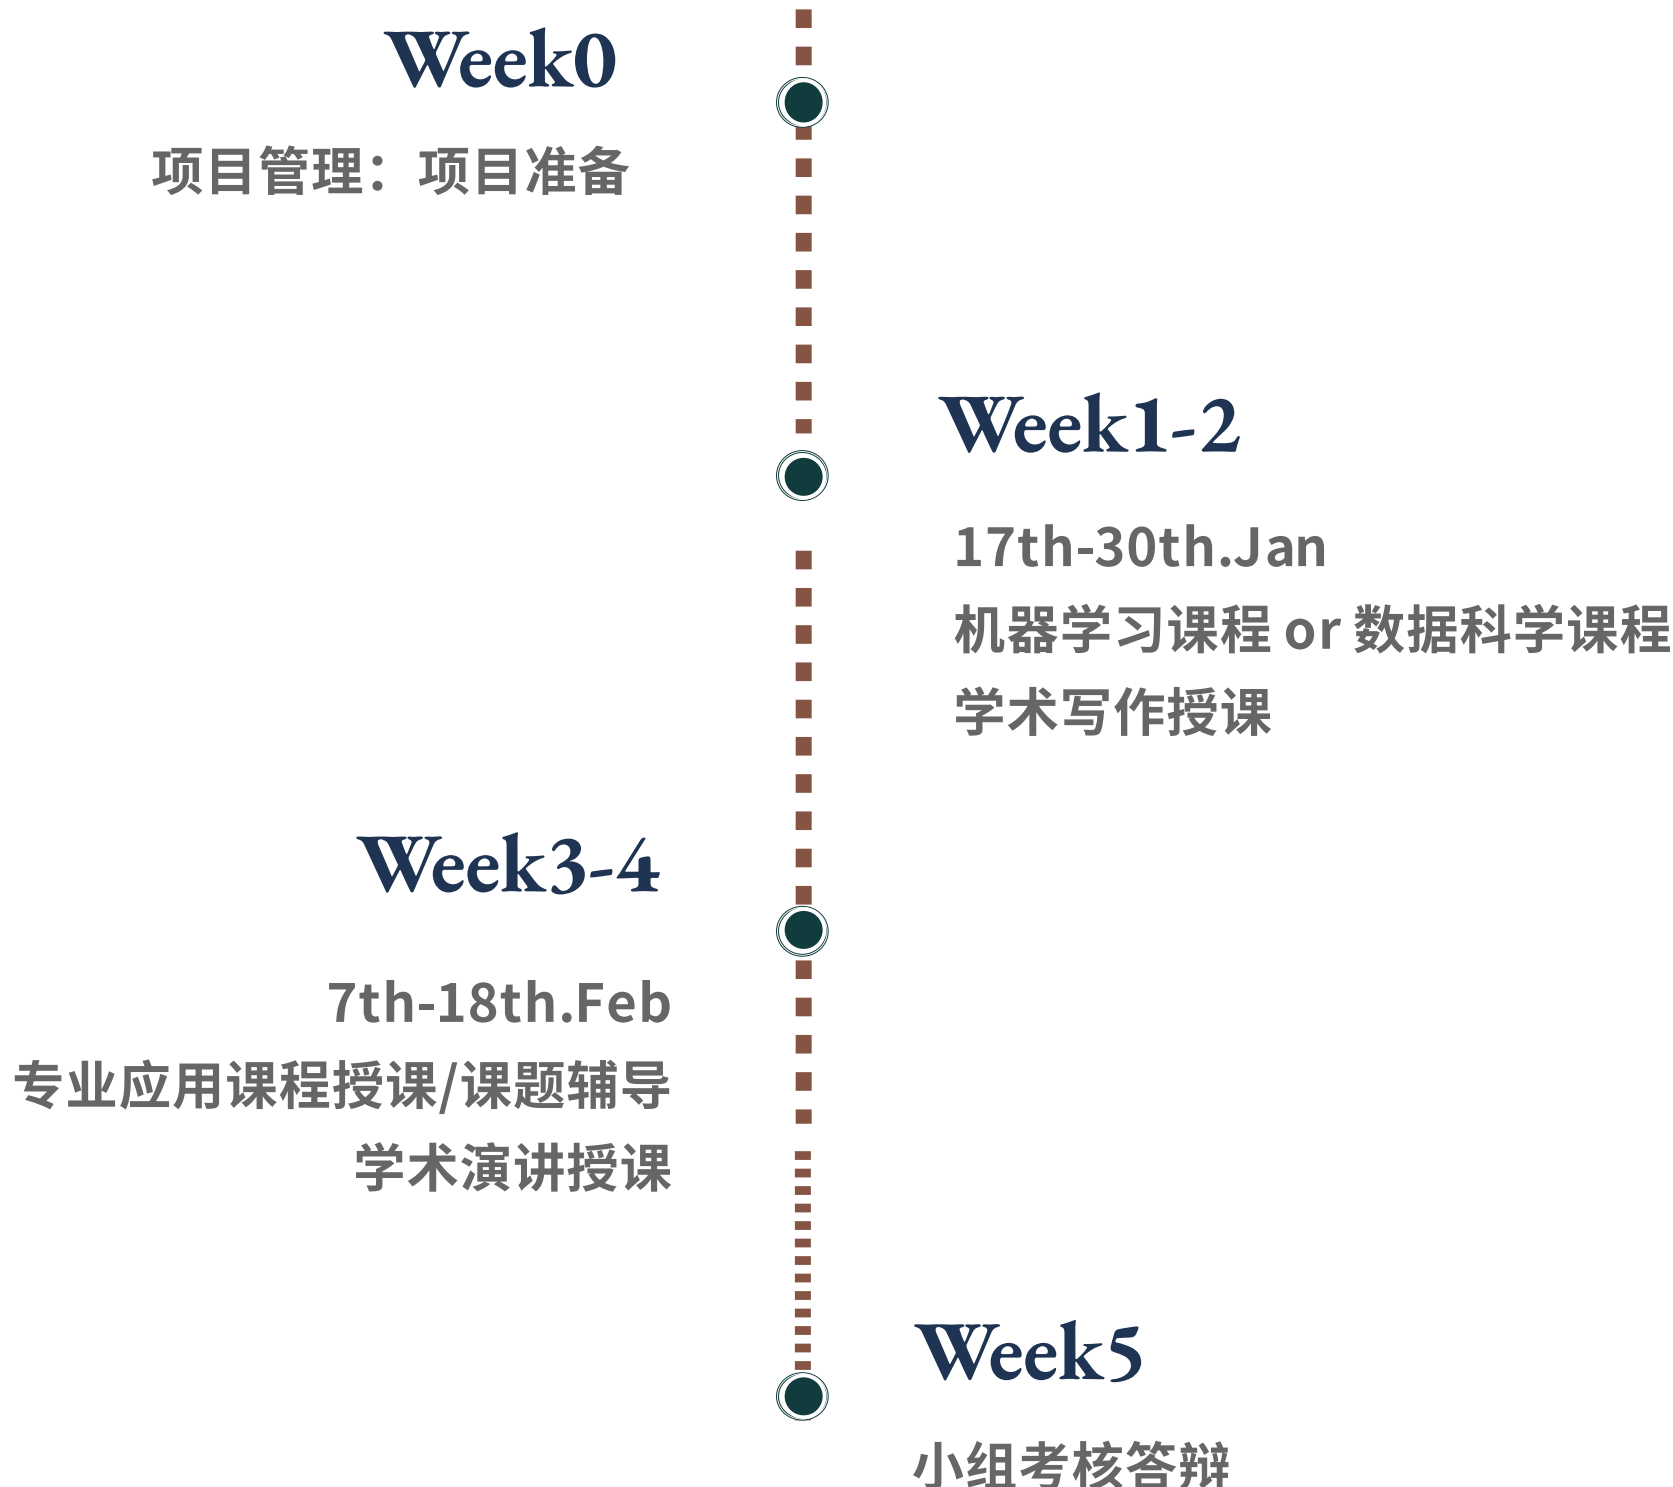 Week0
项目管理：项目准备
Week1-2
17th-30th.Jan
机器学习课程 or 数据科学课程
学术写作授课
Week3-4
7th-18th.Feb
专业应用课程授课/课题辅导
学术演讲授课
Week5
小组考核答辩